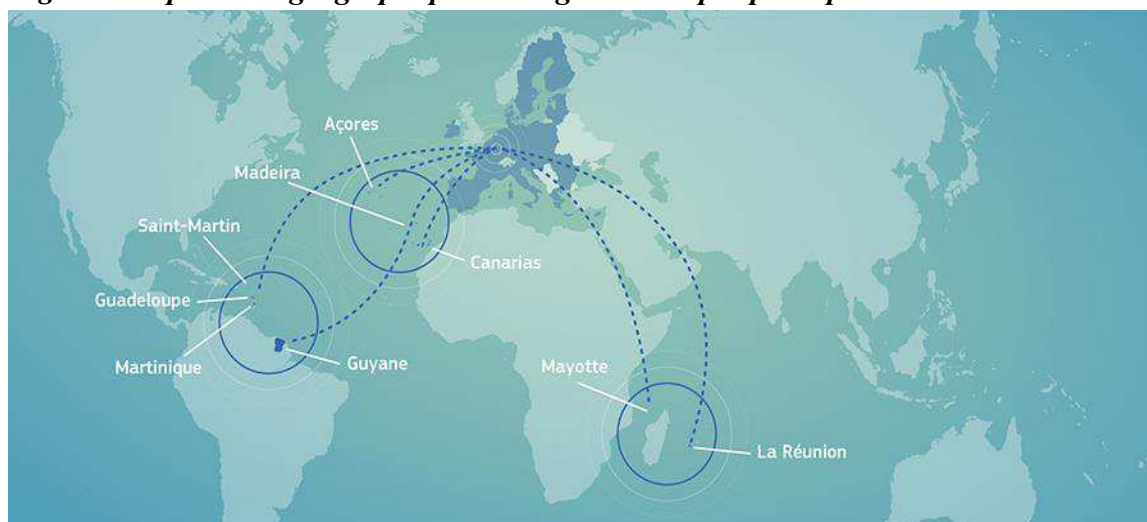 Açores
Madeira
Saint-Martin
Canarias
Guadeloupe
Martinique
Guyane
Mayotte
La Réunion